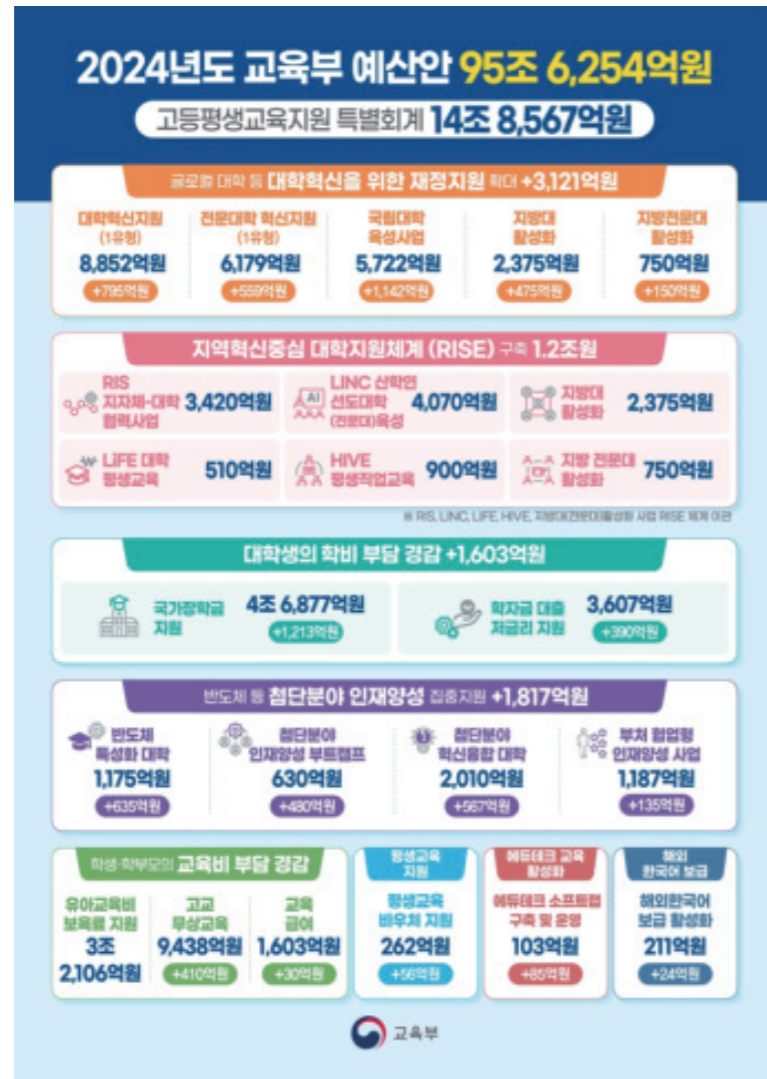 2024년도 교육부 예산안 95조 6,254억원
고등평생교육지원 특별회계 14조 8,567억원
글로컬 대학 등 대학혁신을 위한 재정지원 확대 +3,121억원
대학혁신지원
(1유형)
8,852억원
+795억원
전문대학 혁신지원
(1유형)
6,179억원
+559억원
국립대학
육성사업
5,722억원
+1,142억원
지방대
활성화
2,375억원
+475억원
지방전문대
활성화
750억원
+150억원
지역혁신중심 대학지원체계 (RISE) 구축 1.2조원
RIS
지자체-대학
협력사업
3,420억원
AI
LINC 산학연
선도대학
(전문대)육성
4,070억원
지방대
활성화
2,375억원
LiFE 대학
평생교육
510억원
HIVE
평생직업교육
900억원
지방 전문대
활성화
750억원
※ RIS, LINC, LIFE, HIVE, 지방대(전문대)활성화 사업 RISE 체계 이관
대학생의 학비 부담 경감 +1,603억원
국가장학금
지원
4조 6,877억원
+1,213억원
학자금 대출
저금리 지원
3,607억원
+390억원
반도체 등 첨단분야 인재양성 집중지원 +1,817억원
반도체
특성화 대학
1,175억원
+635억원
첨단분야
인재양성 부트캠프
630억원
+480억원
첨단분야
혁신융합 대학
2,010억원
+567억원
부처 협업형
인재양성 사업
1,187억원
+135억원
학생·학부모의 교육비 부담 경감
유아교육비
보육료 지원
3조
2,106억원
고교
무상교육
9,438억원
+410억원
교육
급여
1,603억원
+30억원
평생교육
지원
평생교육
바우처 지원
262억원
+56억원
에듀테크 교육
활성화
에듀테크 소프트랩
구축 및 운영
103억원
+85억원
해외
한국어 보급
해외한국어
보급 활성화
211억원
+24억원
교육부